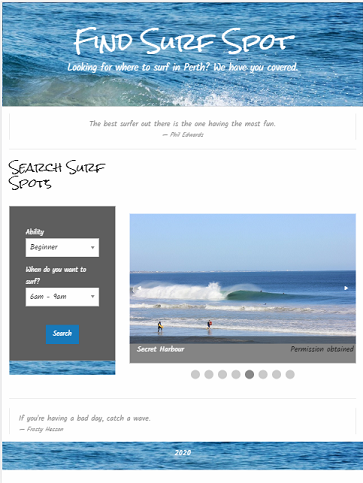 Find Surf Spot
Looking for where to surf in Perth? We have you covered.
The best surfer out there is the one having the most fun.
— Phil Edwards
Search Surf
Spots
Ability
Beginner
When do you want to
surf?
6am - 9am
Search
Secret Harbour
Permission obtained
If you're having a bad day, catch a wave.
— Frosty Hesson
2020